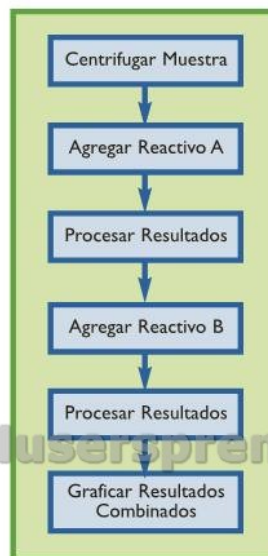 Centrifugar Muestra
Agregar Reactivo A
Procesar Resultados
Agregar Reactivo B
Procesar Resultados
Graficar Resultados
Combinados